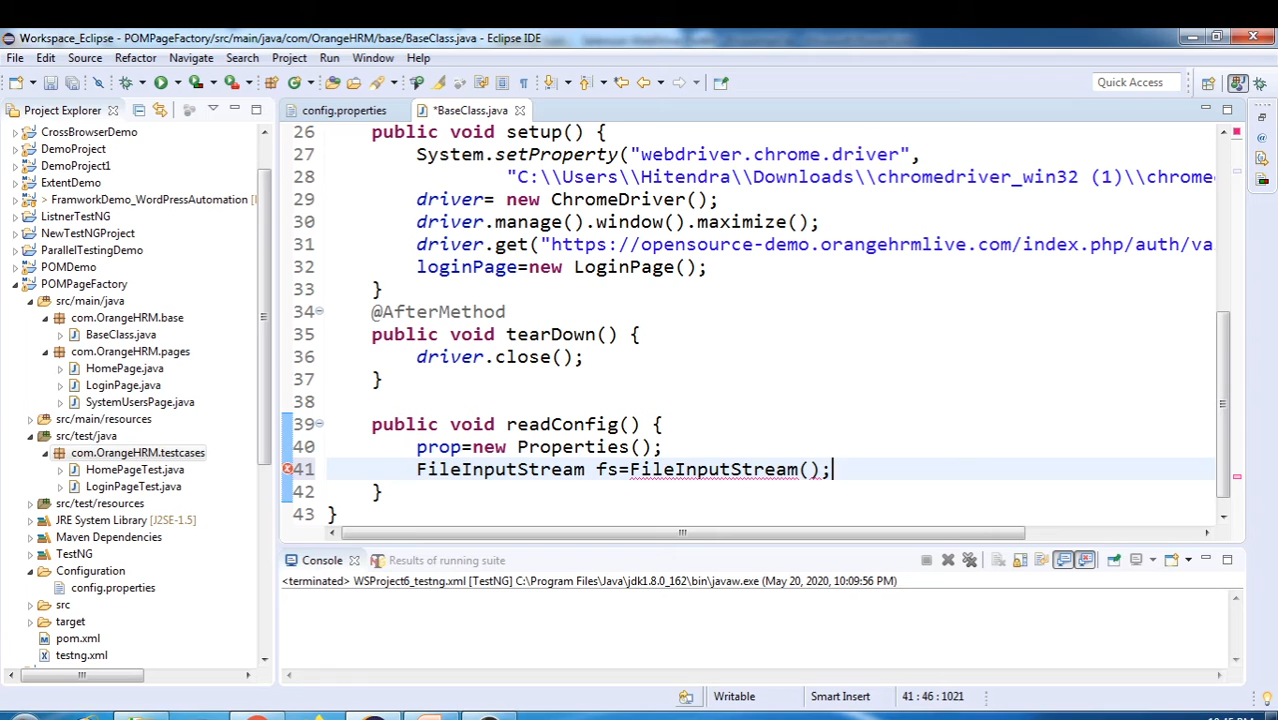 Workspace_Eclipse - POMPageFactory/src/main/java/com/OrangeHRM/base/BaseClass.java - Eclipse IDE
File Edit Source Refactor Navigate Search Project Run Window Help
Quick Access
Project Explorer
config.properties
*BaseClass.java
CrossBrowserDemo
DemoProject
DemoProject1
ExtentDemo
> FramworkDemo_WordPressAutomation
ListnerTestNG
NewTestNGProject
ParallelTestingDemo
POMDemo
POMPageFactory
src/main/java
com.OrangeHRM.base
BaseClass.java
com.OrangeHRM.pages
HomePage.java
LoginPage.java
SystemUsersPage.java
src/main/resources
src/test/java
com.OrangeHRM.testcases
HomePageTest.java
LoginPageTest.java
src/test/resources
JRE System Library [J2SE-1.5]
Maven Dependencies
TestNG
Configuration
config.properties
src
target
pom.xml
testng.xml
26 public void setup() {
27 System.setProperty("webdriver.chrome.driver",
28 "C:\\Users\\Hitendra\\Downloads\\chromedriver_win32 (1)\\chromed
29 driver= new ChromeDriver();
30 driver.manage().window().maximize();
31 driver.get("https://opensource-demo.orangehrmlive.com/index.php/auth/va
32 loginPage=new LoginPage();
33 }
34 @AfterMethod
35 public void tearDown() {
36 driver.close();
37 }
38
39 public void readConfig() {
40 prop=new Properties();
41 FileInputStream fs=FileInputStream();
42 }
43 }
Console
Results of running suite
<terminated> WSProject6_testng.xml [TestNG] C:\Program Files\Java\jdk1.8.0_162\bin\javaw.exe (May 20, 2020, 10:09:56 PM)
Writable
Smart Insert
41 : 46 : 1021